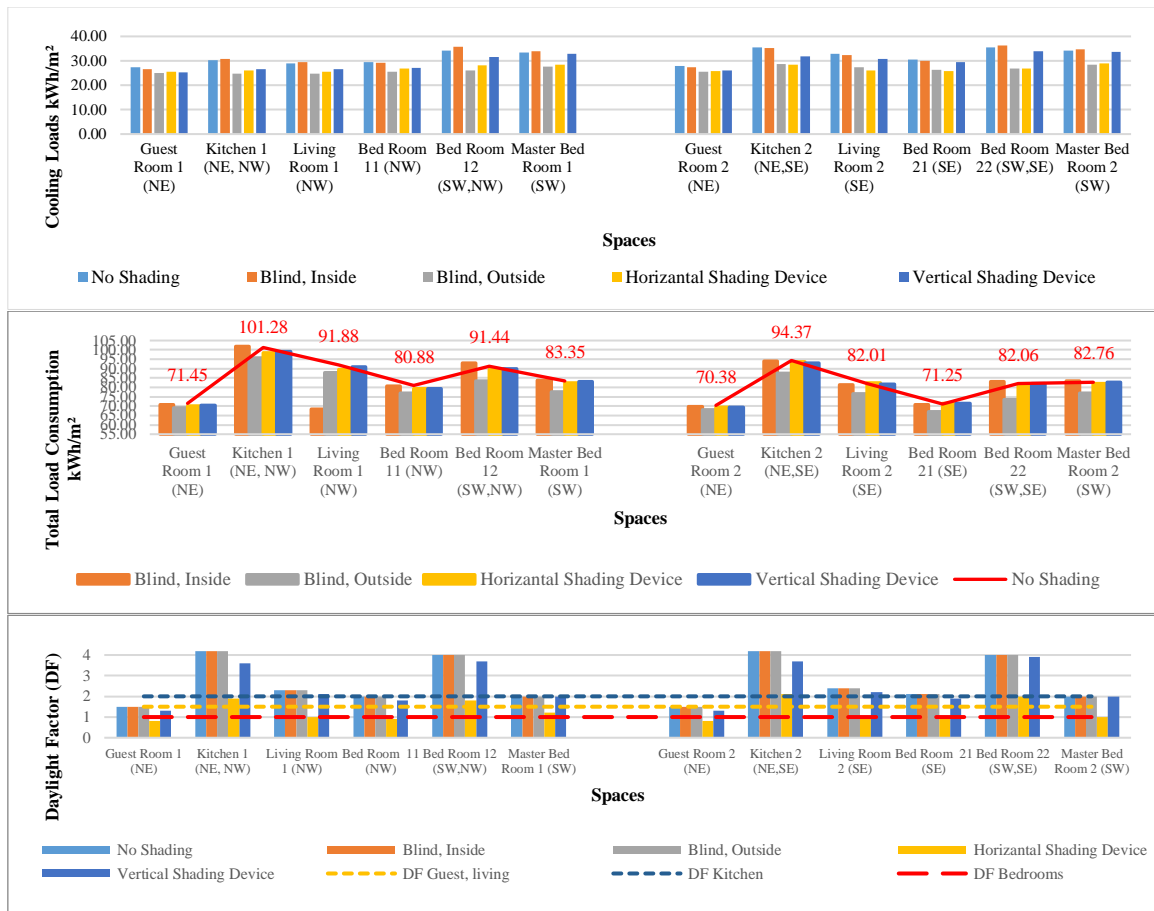 Cooling Loads kWh/m²
40.00
30.00
20.00
10.00
0.00
Guest Room 1 (NE)
Kitchen 1 (NE, NW)
Living Room 1 (NW)
Bed Room 11 (NW)
Bed Room 12 (SW,NW)
Master Bed Room 1 (SW)
Guest Room 2 (NE)
Kitchen 2 (NE,SE)
Living Room 2 (SE)
Bed Room 21 (SE)
Bed Room 22 (SW,SE)
Master Bed Room 2 (SW)
Spaces
No Shading Blind, Inside Blind, Outside Horizantal Shading Device Vertical Shading Device
Total Load Consumption kWh/m²
105.00
100.00
95.00
90.00
85.00
80.00
75.00
70.00
65.00
60.00
55.00
71.45
101.28
91.88
80.88
91.44
83.35
70.38
94.37
82.01
71.25
82.06
82.76
Guest Room 1 (NE)
Kitchen 1 (NE, NW)
Living Room 1 (NW)
Bed Room 11 (NW)
Bed Room 12 (SW,NW)
Master Bed Room 1 (SW)
Guest Room 2 (NE)
Kitchen 2 (NE,SE)
Living Room 2 (SE)
Bed Room 21 (SE)
Bed Room 22 (SW,SE)
Master Bed Room 2 (SW)
Spaces
Blind, Inside Blind, Outside Horizantal Shading Device Vertical Shading Device No Shading
Daylight Factor (DF)
4
3
2
1
0
Guest Room 1 (NE)
Kitchen 1 (NE, NW)
Living Room 1 (NW)
Bed Room 11 (NW)
Bed Room 12 (SW,NW)
Master Bed Room 1 (SW)
Guest Room 2 (NE)
Kitchen 2 (NE,SE)
Living Room 2 (SE)
Bed Room 21 (SE)
Bed Room 22 (SW,SE)
Master Bed Room 2 (SW)
Spaces
No Shading Blind, Inside Blind, Outside Horizantal Shading Device
Vertical Shading Device DF Guest, living DF Kitchen DF Bedrooms